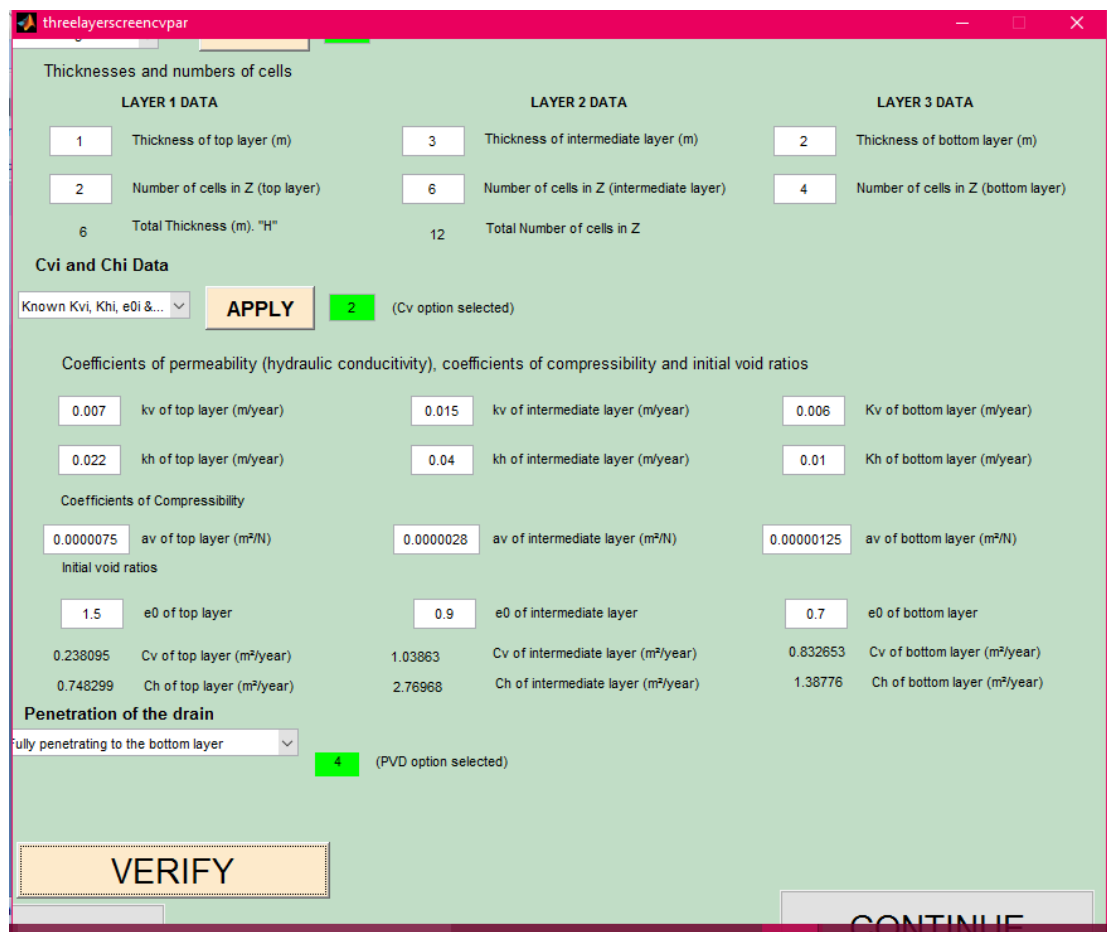 threelayerscreencvpar
Thicknesses and numbers of cells
LAYER 1 DATA LAYER 2 DATA LAYER 3 DATA
1 Thickness of top layer (m) 3 Thickness of intermediate layer (m) 2 Thickness of bottom layer (m)
2 Number of cells in Z (top layer) 6 Number of cells in Z (intermediate layer) 4 Number of cells in Z (bottom layer)
6 Total Thickness (m). "H" 12 Total Number of cells in Z
Cvi and Chi Data
Known Kvi, Khi, e0i &... APPLY 2 (Cv option selected)
Coefficients of permeability (hydraulic conducitivity), coefficients of compressibility and initial void ratios
0.007 kv of top layer (m/year) 0.015 kv of intermediate layer (m/year) 0.006 Kv of bottom layer (m/year)
0.022 kh of top layer (m/year) 0.04 kh of intermediate layer (m/year) 0.01 Kh of bottom layer (m/year)
Coefficients of Compressibility
0.0000075 av of top layer (m²/N) 0.0000028 av of intermediate layer (m²/N) 0.00000125 av of bottom layer (m²/N)
Initial void ratios
1.5 e0 of top layer 0.9 e0 of intermediate layer 0.7 e0 of bottom layer
0.238095 Cv of top layer (m²/year) 1.03863 Cv of intermediate layer (m²/year) 0.832653 Cv of bottom layer (m²/year)
0.748299 Ch of top layer (m²/year) 2.76968 Ch of intermediate layer (m²/year) 1.38776 Ch of bottom layer (m²/year)
Penetration of the drain
Fully penetrating to the bottom layer 4 (PVD option selected)
VERIFY
CONTINUE